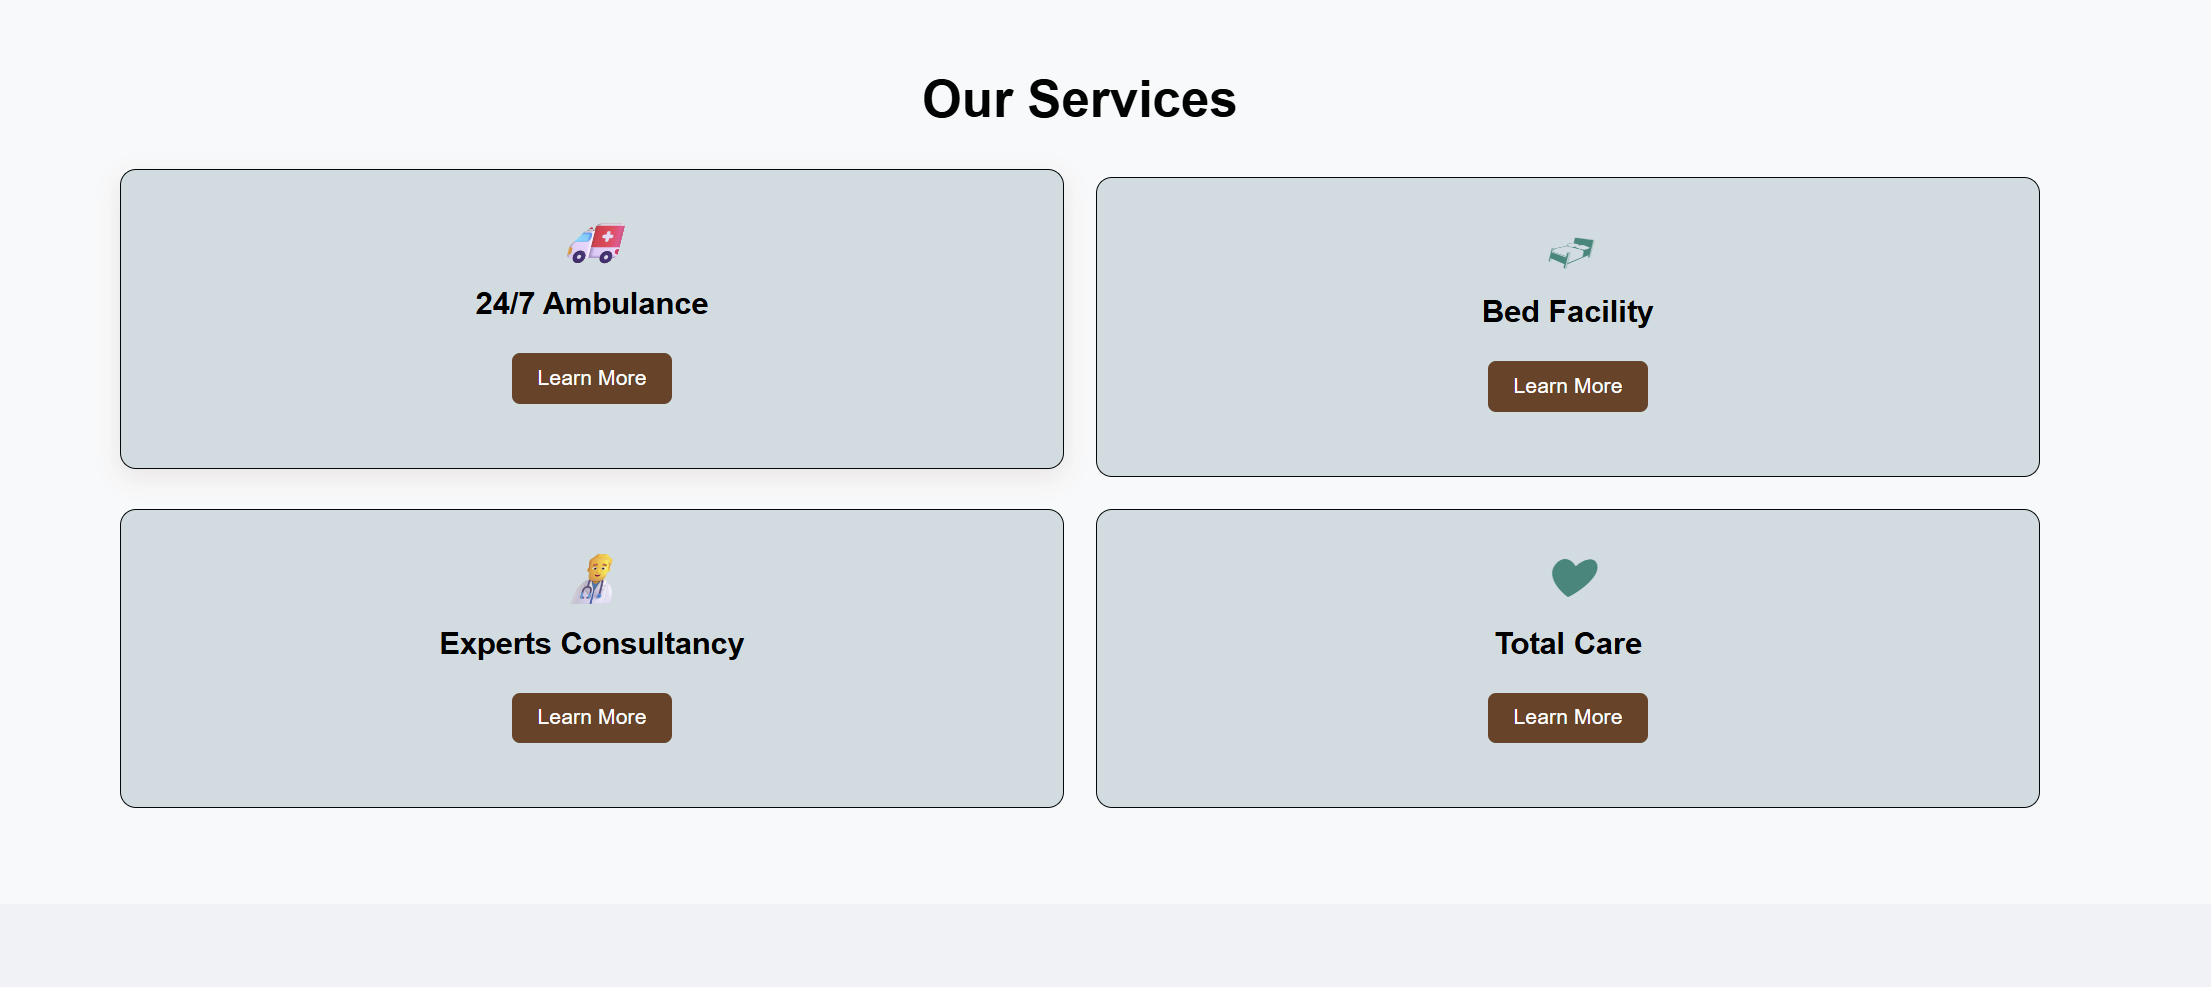 Our Services
24/7 Ambulance
Learn More
Bed Facility
Learn More
Experts Consultancy
Learn More
Total Care
Learn More